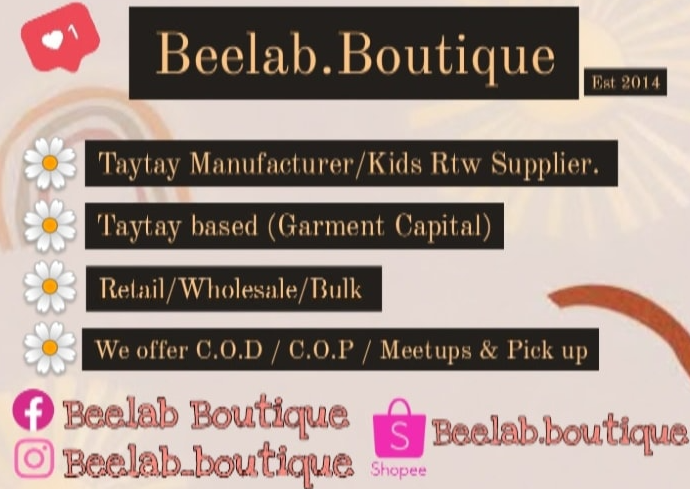 1
Beelab.Boutique
Est 2014
Taytay Manufacturer/Kids Rtw Supplier.
Taytay based (Garment Capital)
Retail/Wholesale/Bulk
We offer C.O.D / C.O.P / Meetups & Pick up
f Beelab Boutique
S Beelab.boutique
Shopee
Beelab_boutique